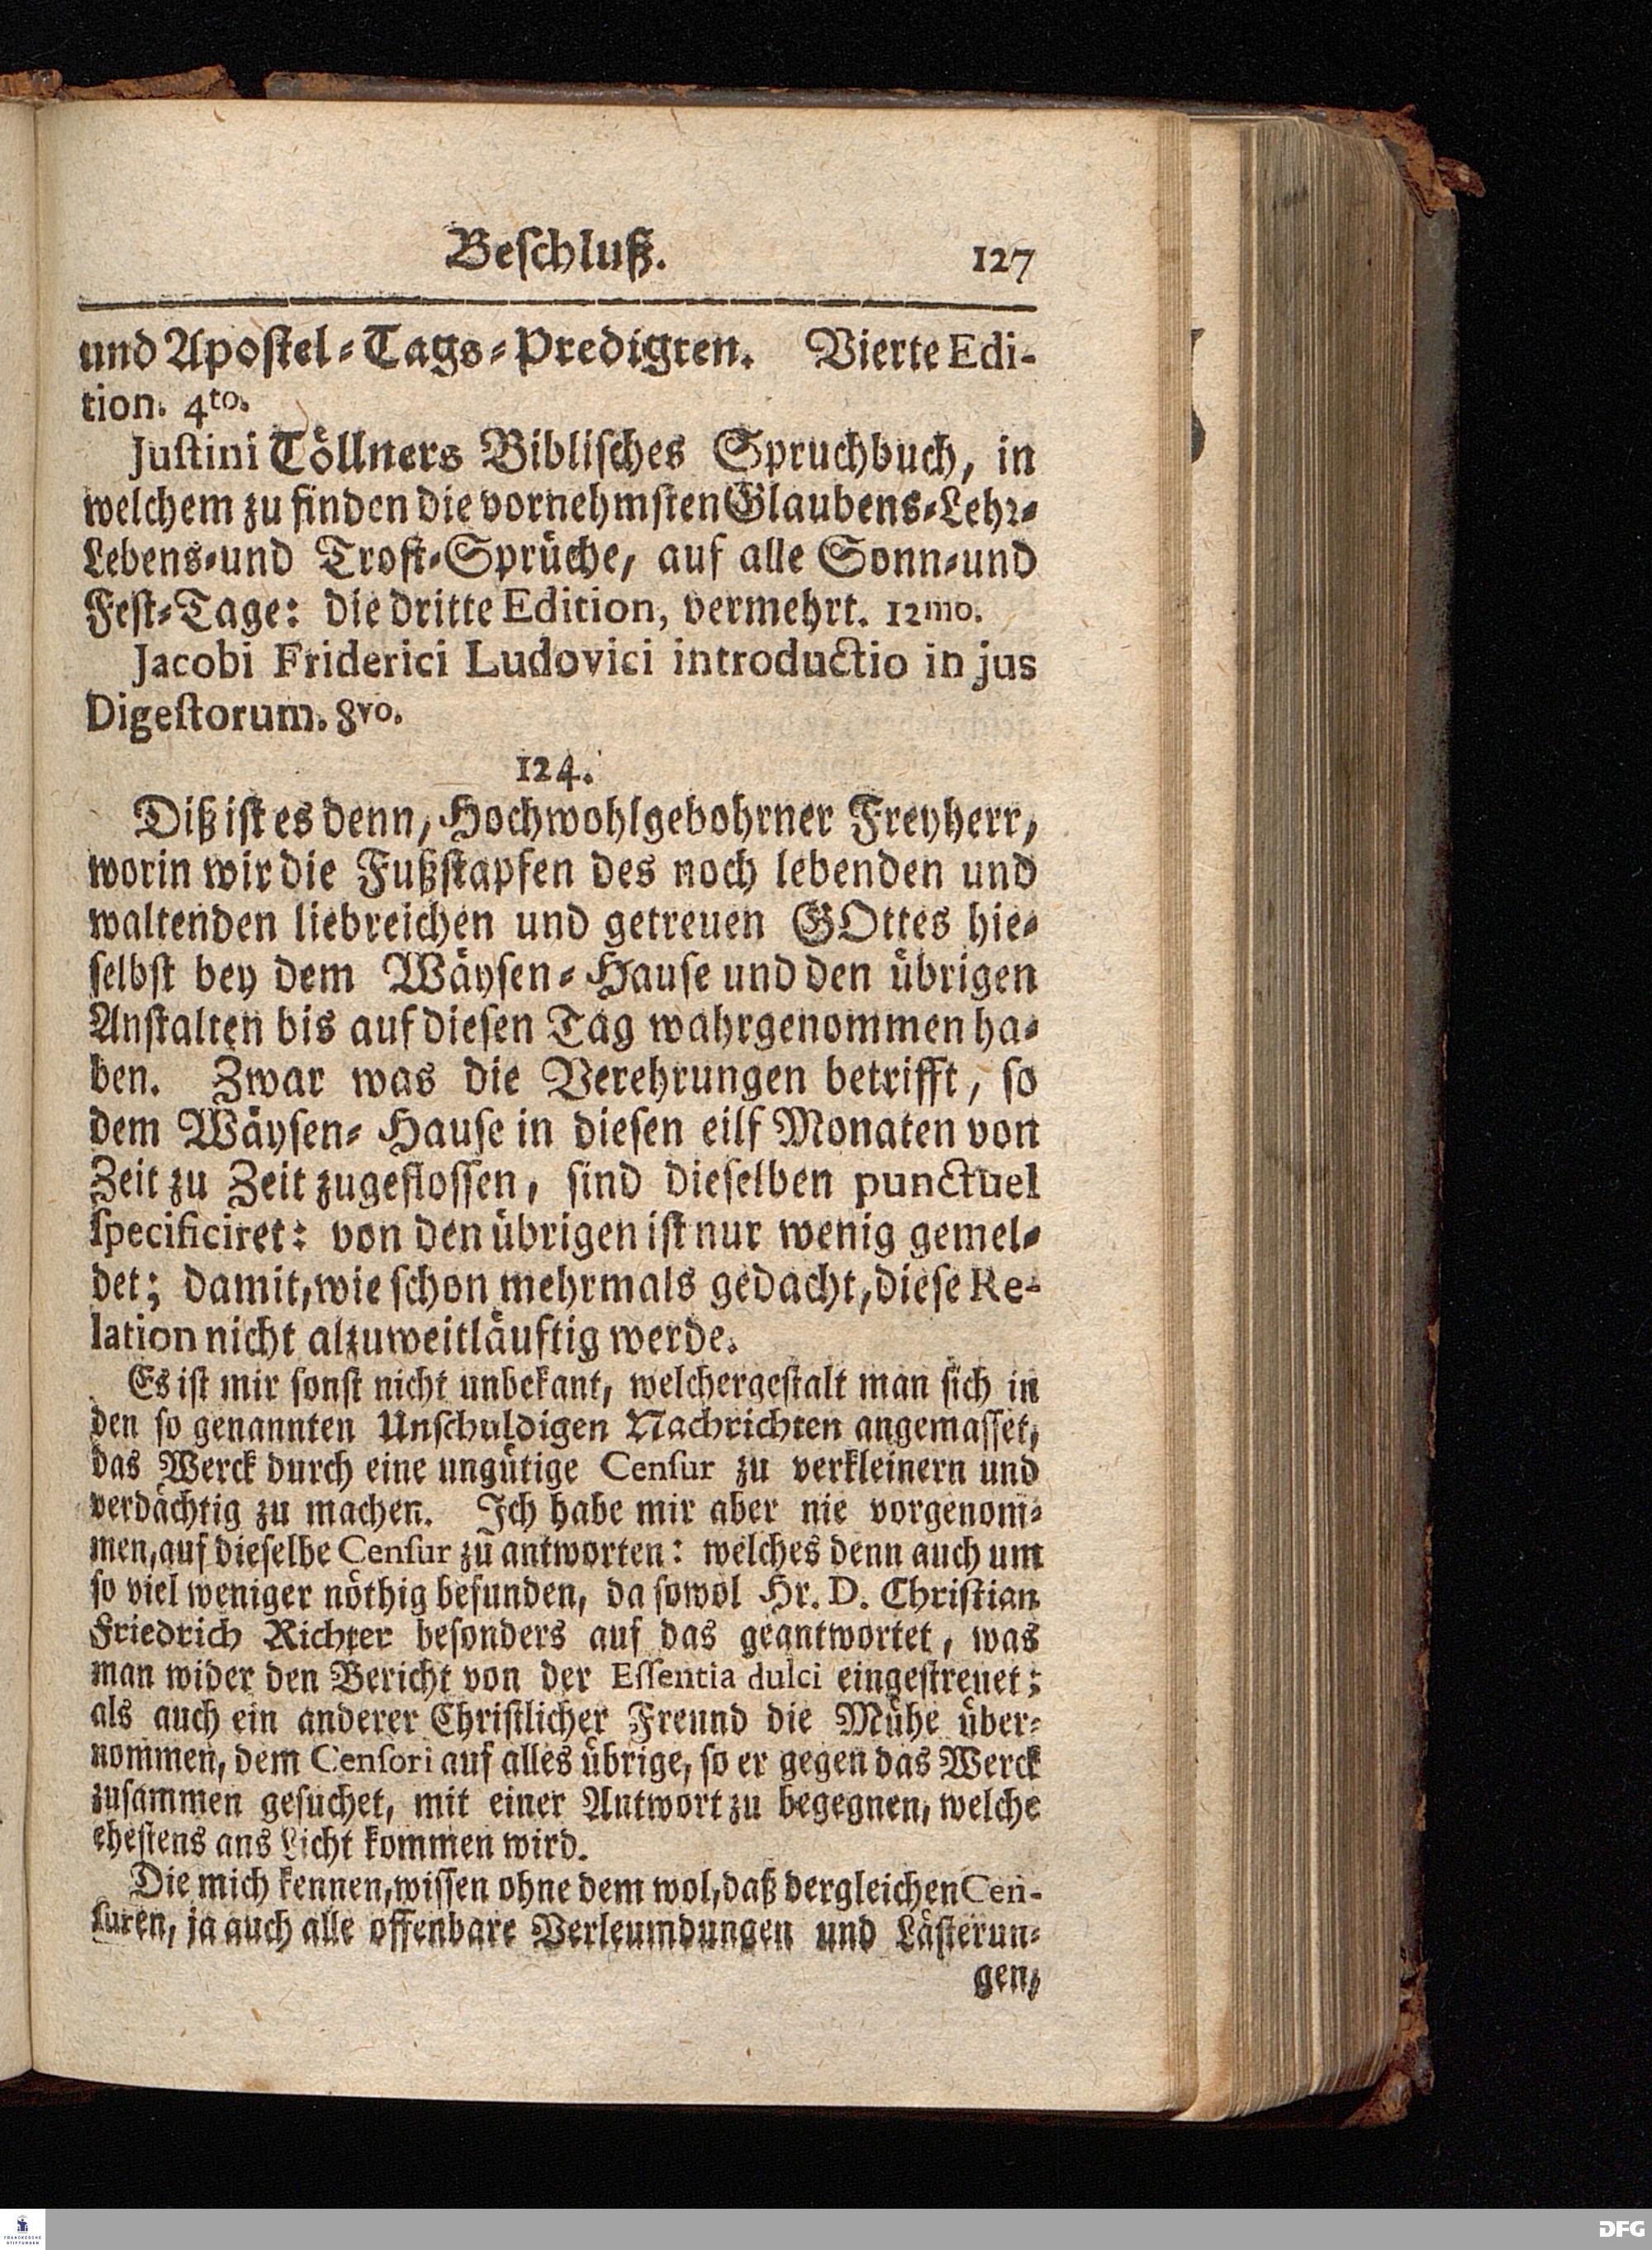 Beschluß. 127
und Apostel-Tags-Predigten. Vierte Edi-
tion. 4to.
Justini Töllners Biblisches Spruchbuch, in
welchem zu finden die vornehmsten Glaubens-Lehr-
Lebens-und Trost-Sprüche, auf alle Sonn-und
Fest-Tage: die dritte Edition, vermehrt. 12mo.
Jacobi Friderici Ludovici introductio in jus
Digestorum. 8vo.
124.
Diß ist es denn, Hochwohlgebohrner Freyherr,
worin wir die Fußstapfen des noch lebenden und
waltenden liebreichen und getreuen GOttes hie-
selbst bey dem Wäysen-Hause und den übrigen
Anstalten bis auf diesen Tag wahrgenommen ha-
ben. Zwar was die Verehrungen betrifft, so
dem Wäysen-Hause in diesen eilf Monaten von
Zeit zu Zeit zugeflossen, sind dieselben punctuel
specificiret: von den übrigen ist nur wenig gemel-
det; damit, wie schon mehrmals gedacht, diese Re-
lation nicht alzuweitläuftig werde.
Es ist mir sonst nicht unbekant, welchergestalt man sich in
den so genannten Unschuldigen Nachrichten angemasset,
das Werck durch eine ungütige Censur zu verkleinern und
verdächtig zu machen. Ich habe mir aber nie vorgenom-
men, auf dieselbe Censur zu antworten: welches denn auch um
so viel weniger nöthig befunden, da sowol Hr. D. Christian
Friedrich Richter besonders auf das geantwortet, was
man wider den Bericht von der Essentia dulci eingestreuet;
als auch ein anderer Christlicher Freund die Mühe über-
nommen, dem Censori auf alles übrige, so er gegen das Werck
zusammen gesuchet, mit einer Antwort zu begegnen, welche
ehestens ans Licht kommen wird.
Die mich kennen, wissen ohne dem wol, daß dergleichen Cen-
suren, ja auch alle offenbare Verleumdungen und Lästerun-
gen,
FRANCKESCHE
STIFTUNGEN
DFG